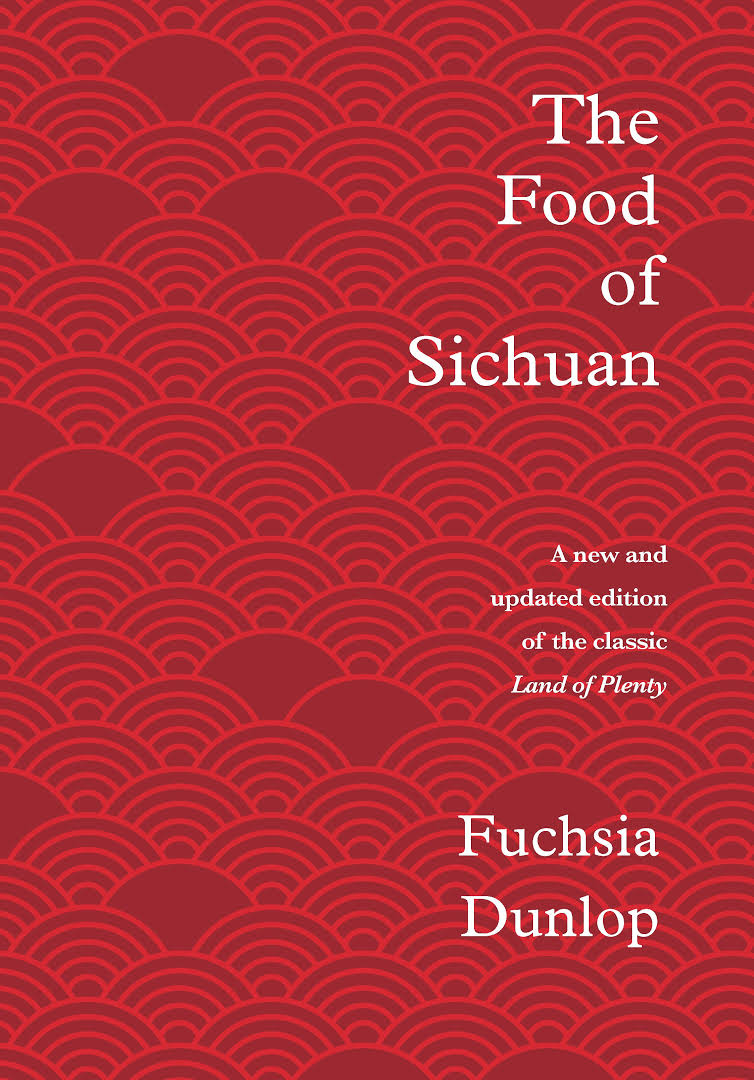 The
Food
of
Sichuan
A new and
updated edition
of the classic
Land of Plenty
Fuchsia
Dunlop